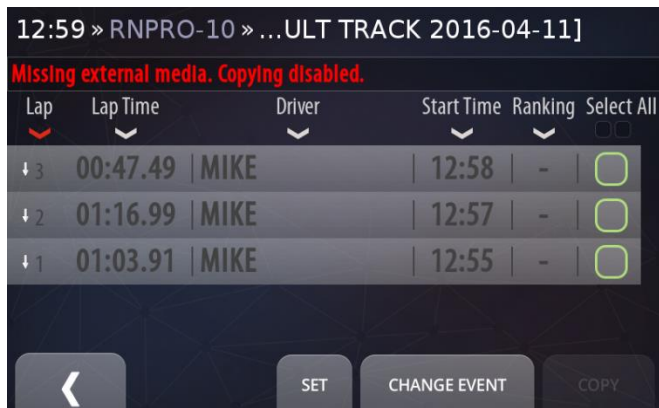 12:59 » RNPRO-10 » ...ULT TRACK 2016-04-11]
Missing external media. Copying disabled.
Lap Lap Time Driver Start Time Ranking Select All
3 00:47.49 | MIKE | 12:58 | - |
2 01:16.99 | MIKE | 12:57 | - |
1 01:03.91 | MIKE | 12:55 | - |
SET CHANGE EVENT COPY